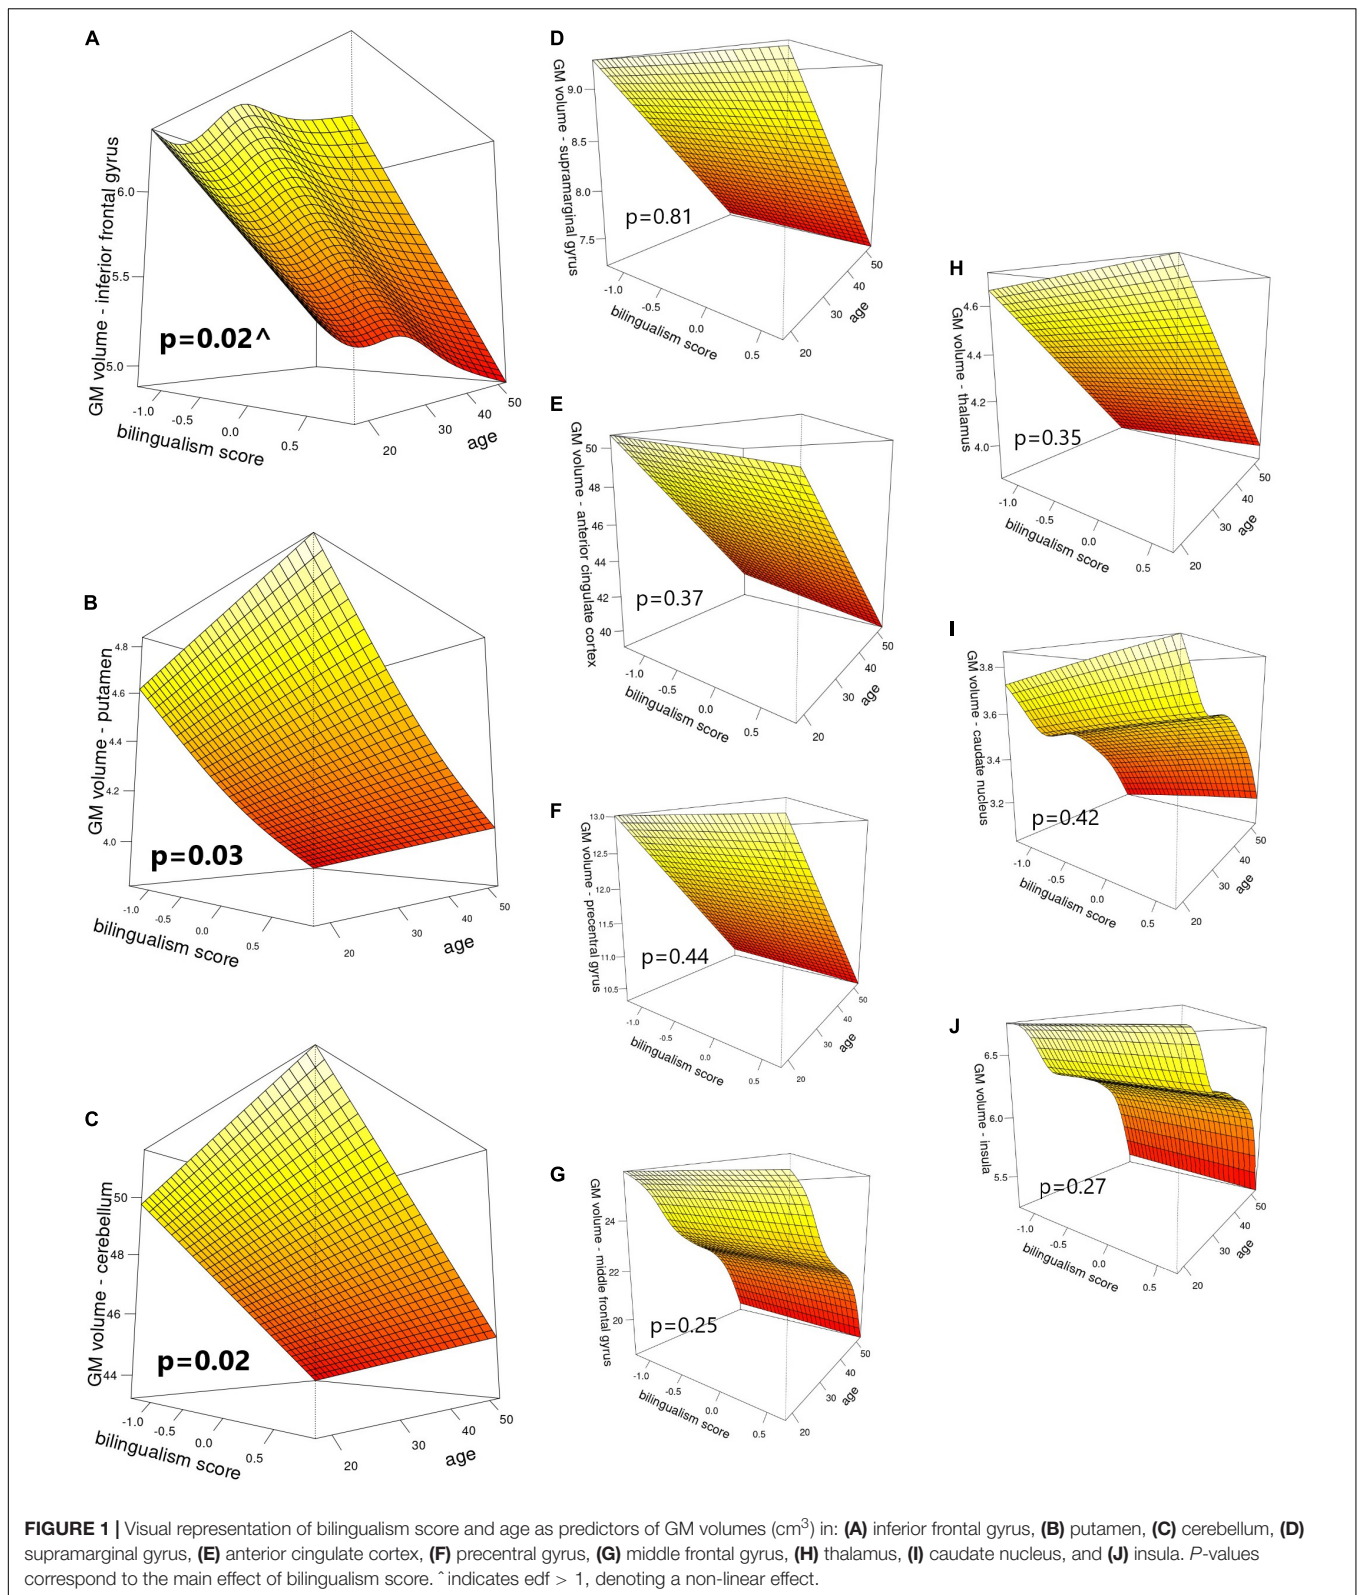 A
GM volume - inferior frontal gyrus
6.0
5.5
5.0
p=0.02^
-1.0
-0.5
0.0
0.5
bilingualism score
20
30
40
50
age
B
GM volume - putamen
4.8
4.6
4.4
4.2
4.0
p=0.03
-1.0
-0.5
0.0
0.5
bilingualism score
20
30
40
50
age
C
GM volume - cerebellum
50
48
46
44
p=0.02
-1.0
-0.5
0.0
0.5
bilingualism score
20
30
40
50
age
D
GM volume - supramarginal gyrus
9.0
8.5
8.0
7.5
p=0.81
-1.0
-0.5
0.0
0.5
bilingualism score
20
30
40
50
age
E
GM volume - anterior cingulate cortex
50
48
46
44
42
40
p=0.37
-1.0
-0.5
0.0
0.5
bilingualism score
20
30
40
50
age
F
GM volume - precentral gyrus
13.0
12.5
12.0
11.5
11.0
10.5
p=0.44
-1.0
-0.5
0.0
0.5
bilingualism score
20
30
40
50
age
G
GM volume - middle frontal gyrus
24
22
20
p=0.25
-1.0
-0.5
0.0
0.5
bilingualism score
20
30
40
50
age
H
GM volume - thalamus
4.6
4.4
4.2
4.0
p=0.35
-1.0
-0.5
0.0
0.5
bilingualism score
20
30
40
50
age
I
GM volume - caudate nucleus
3.8
3.6
3.4
3.2
p=0.42
-1.0
-0.5
0.0
0.5
bilingualism score
20
30
40
50
age
J
GM volume - insula
6.5
6.0
5.5
p=0.27
-1.0
-0.5
0.0
0.5
bilingualism score
20
30
40
50
age
FIGURE 1 | Visual representation of bilingualism score and age as predictors of GM volumes (cm³) in: (A) inferior frontal gyrus, (B) putamen, (C) cerebellum, (D)
supramarginal gyrus, (E) anterior cingulate cortex, (F) precentral gyrus, (G) middle frontal gyrus, (H) thalamus, (I) caudate nucleus, and (J) insula. P-values
correspond to the main effect of bilingualism score. ^ indicates edf > 1, denoting a non-linear effect.